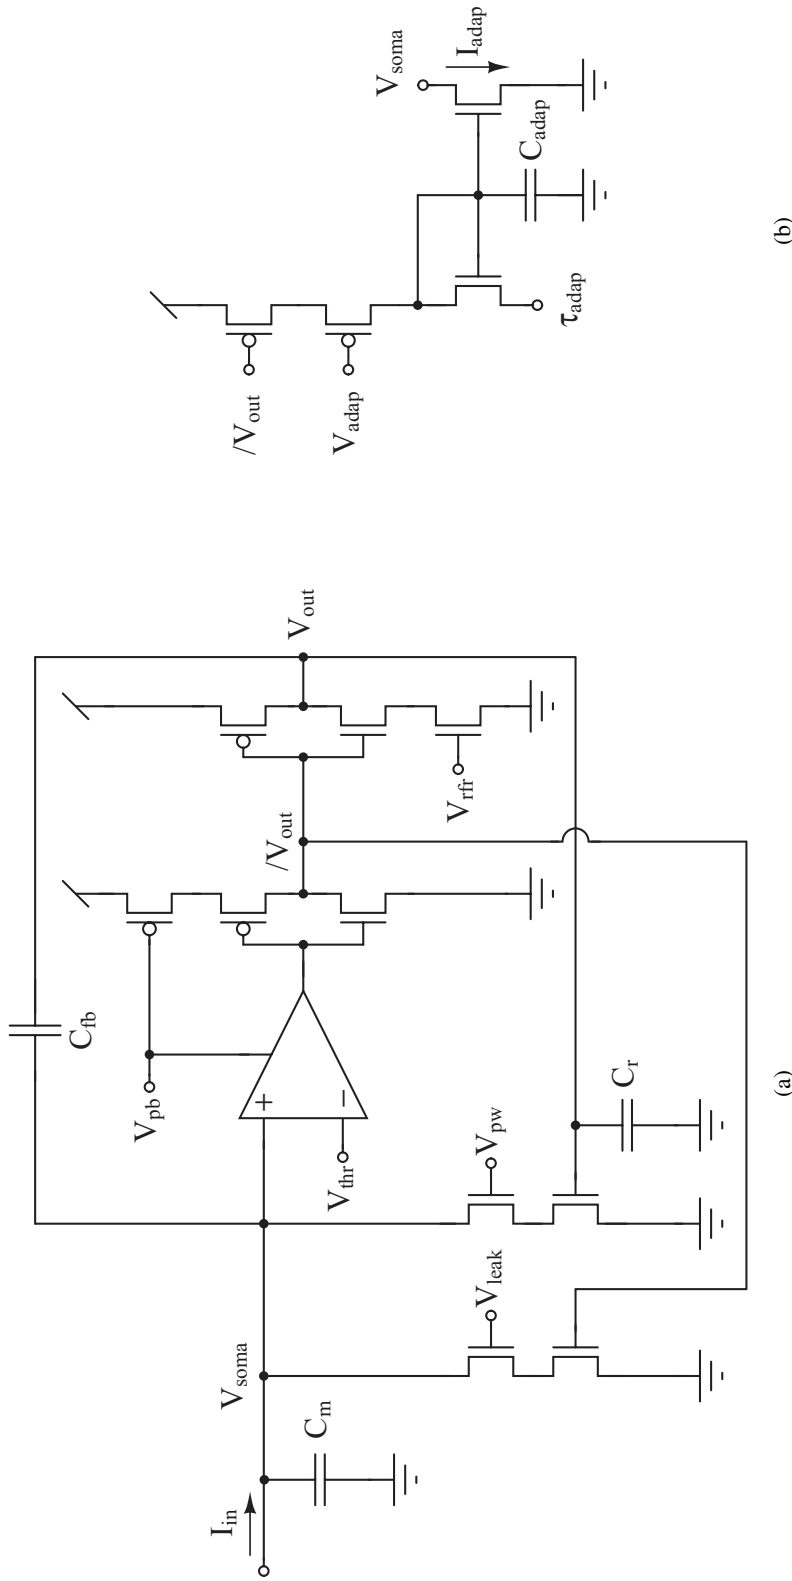 I_in
V_soma
C_m
V_leak
V_pw
C_r
V_thr
V_pb
C_fb
+
−
/V_out
V_rfr
V_out
(a)
/V_out
V_adap
τ_adap
C_adap
V_soma
I_adap
(b)